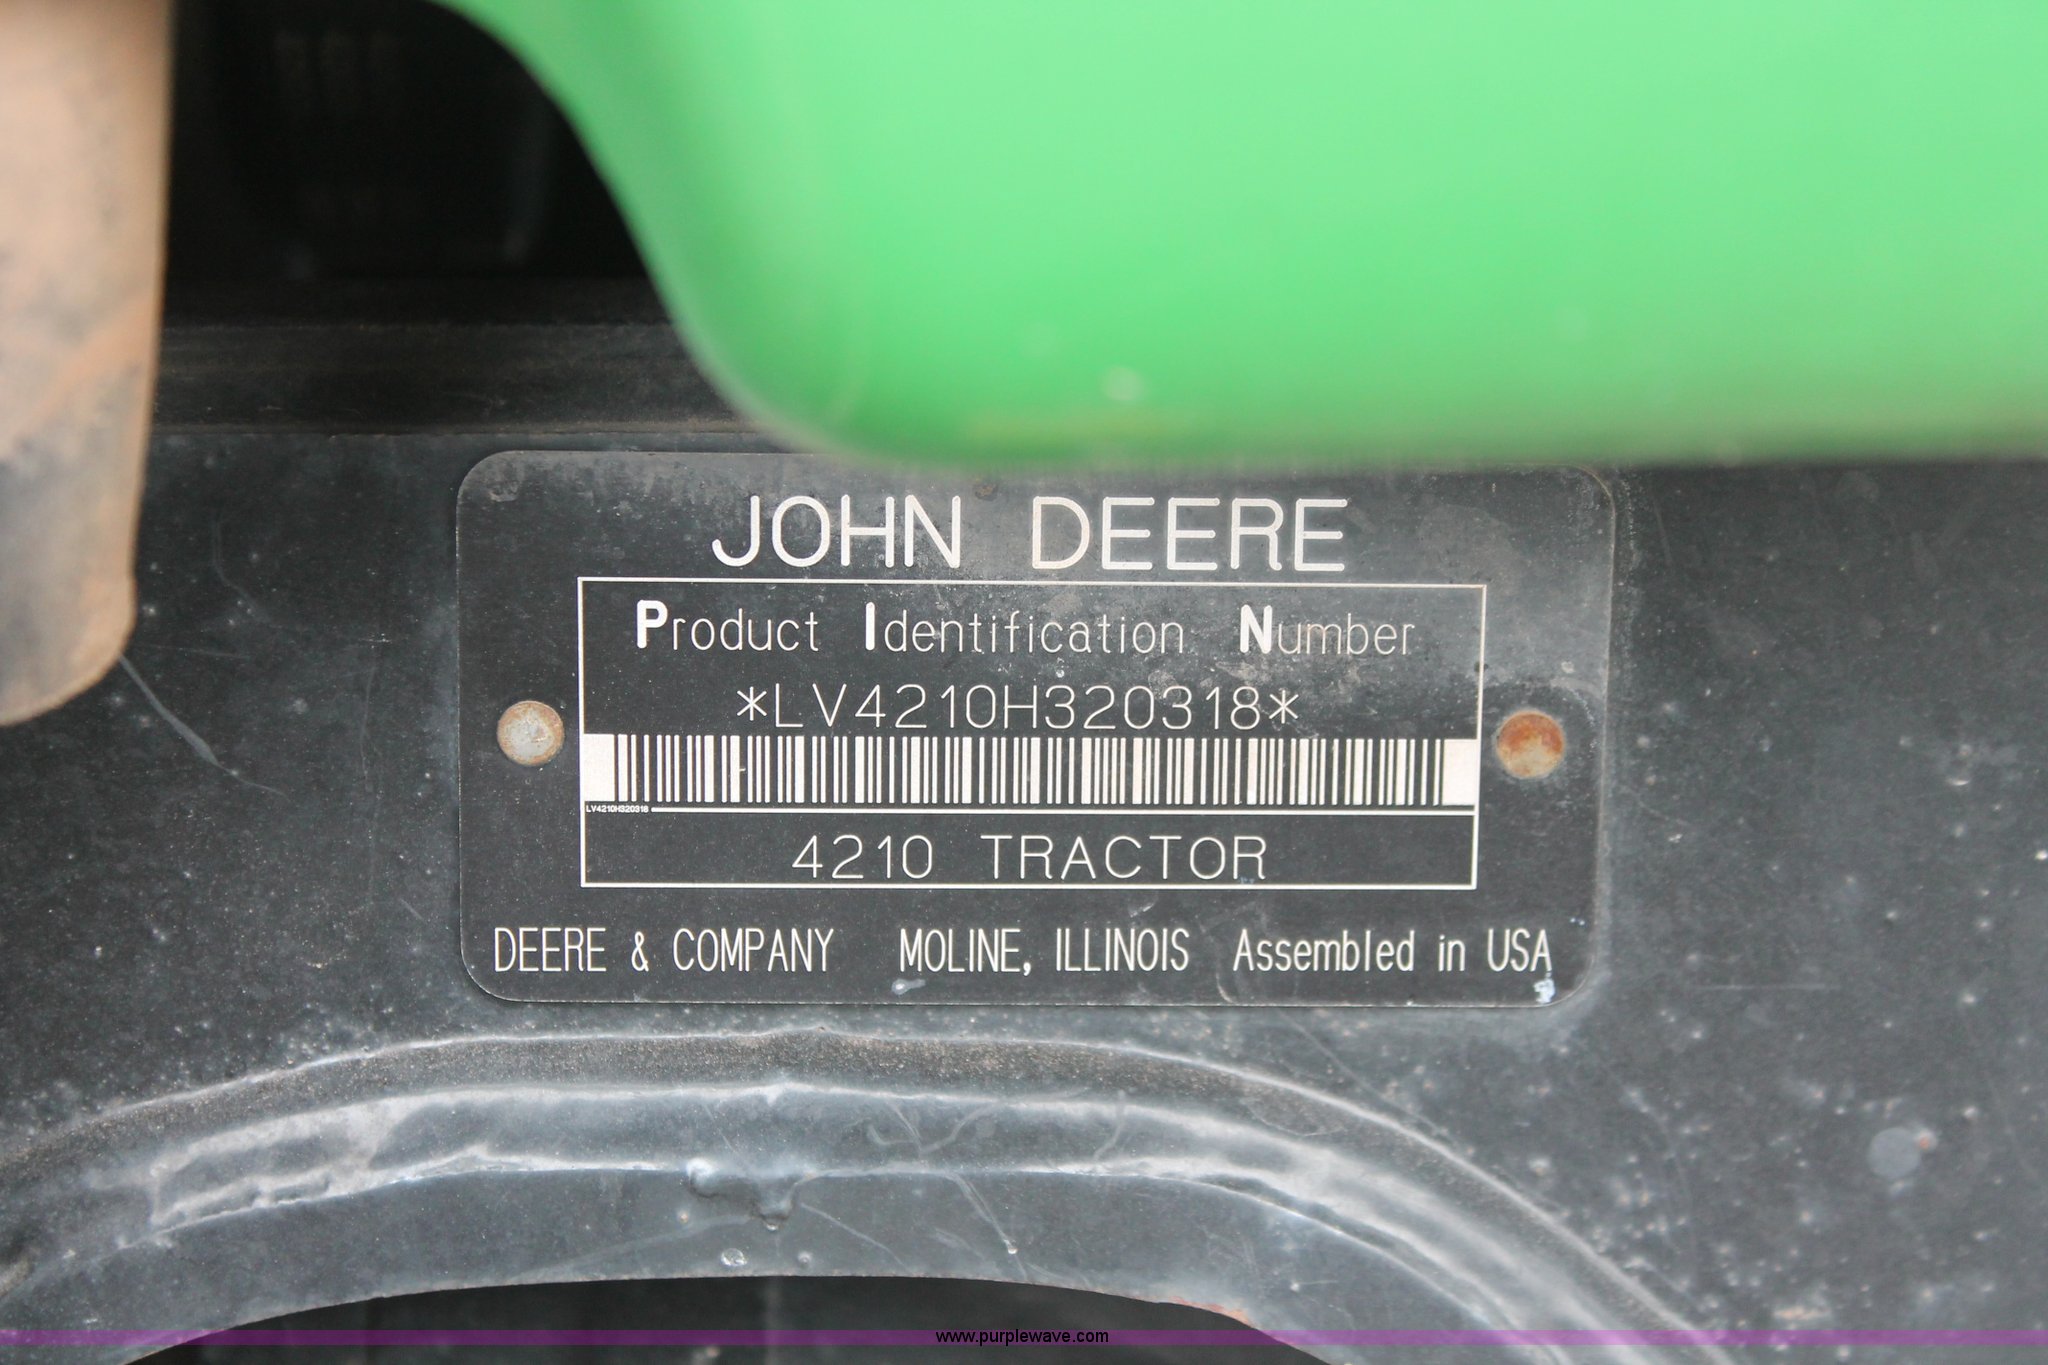 JOHN DEERE
Product Identification Number
*LV4210H320318*
LV4210H320318
4210 TRACTOR
DEERE & COMPANY MOLINE, ILLINOIS Assembled in USA
www.purplewave.com